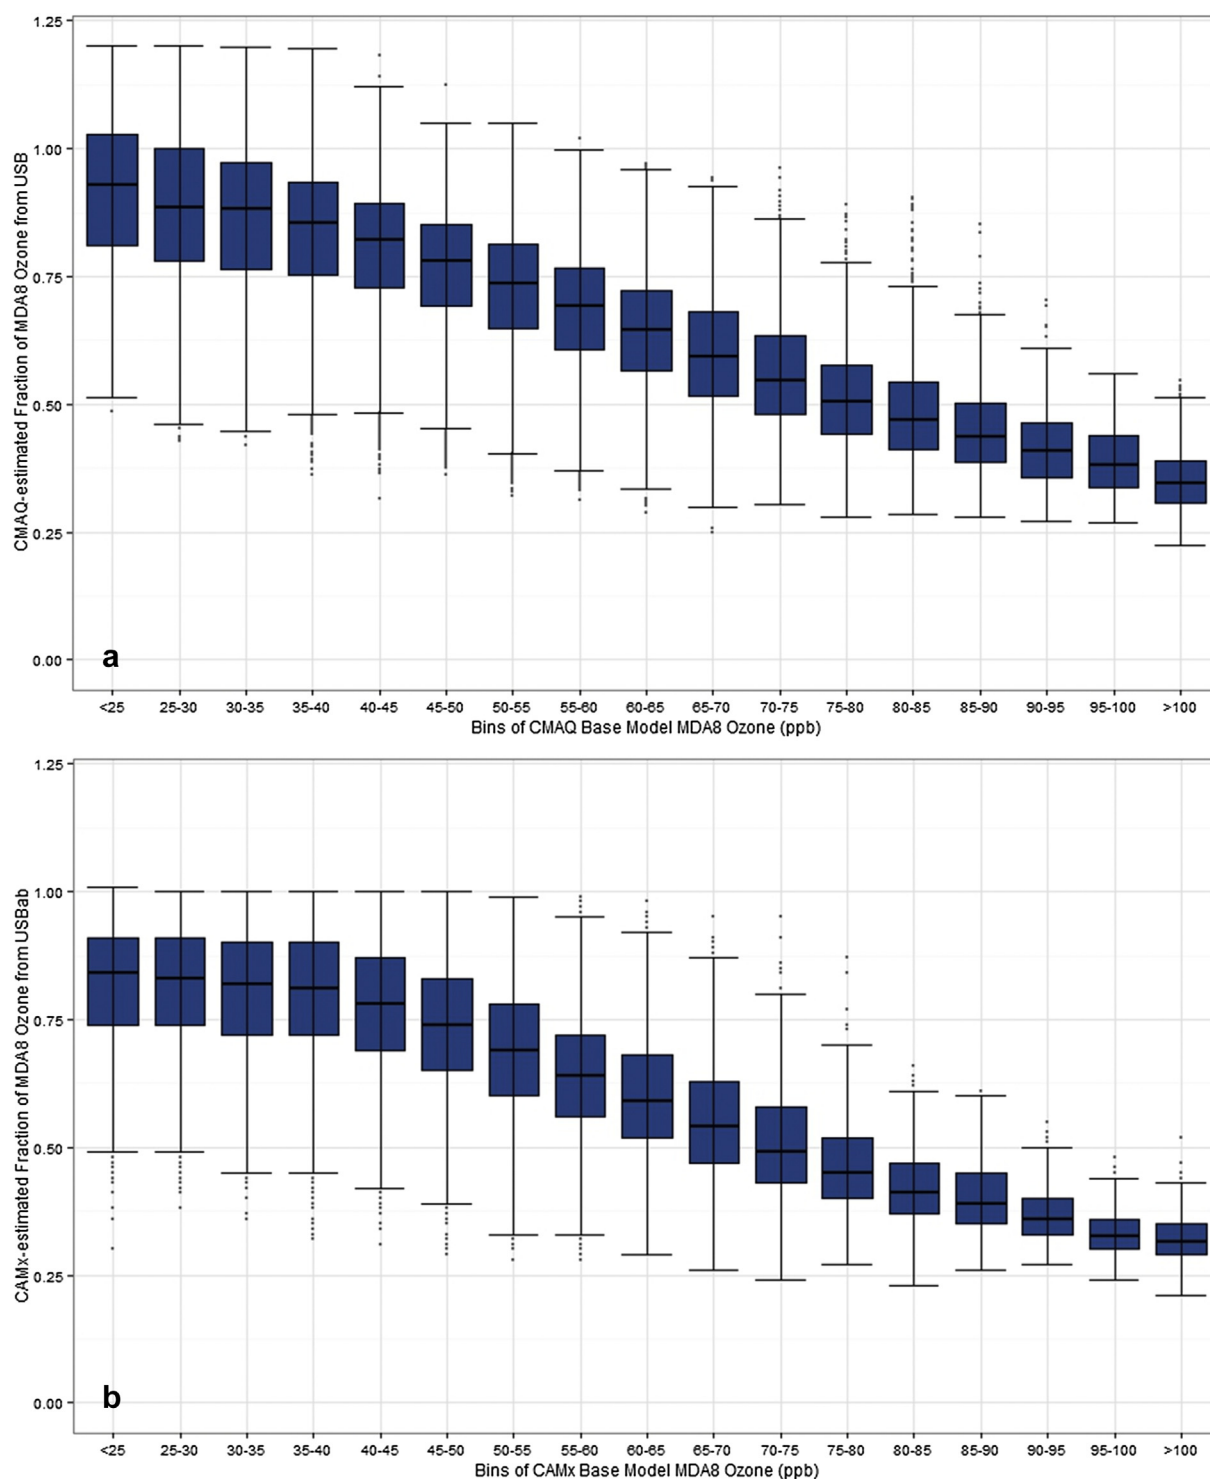 CMAQ-estimated Fraction of MDA8 Ozone from USB
1.25
1.00
0.75
0.50
0.25
0.00
a
<25 25-30 30-35 35-40 40-45 45-50 50-55 55-60 60-65 65-70 70-75 75-80 80-85 85-90 90-95 95-100 >100
Bins of CMAQ Base Model MDA8 Ozone (ppb)
CAMx-estimated Fraction of MDA8 Ozone from USBab
1.25
1.00
0.75
0.50
0.25
0.00
b
<25 25-30 30-35 35-40 40-45 45-50 50-55 55-60 60-65 65-70 70-75 75-80 80-85 85-90 90-95 95-100 >100
Bins of CAMx Base Model MDA8 Ozone (ppb)